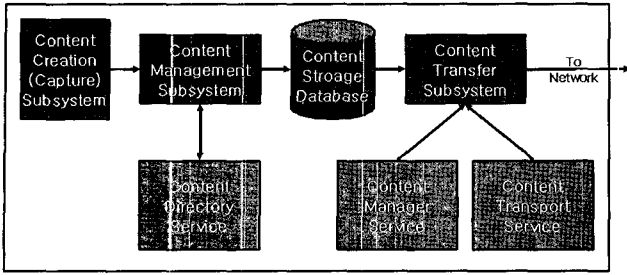 Content
Creation
(Capture)
Subsystem
Content
Management
Subsystem
Content
Stroage
Database
Content
Transfer
Subsystem
To
Network
Content
Directory
Service
Content
Manager
Service
Content
Transport
Service